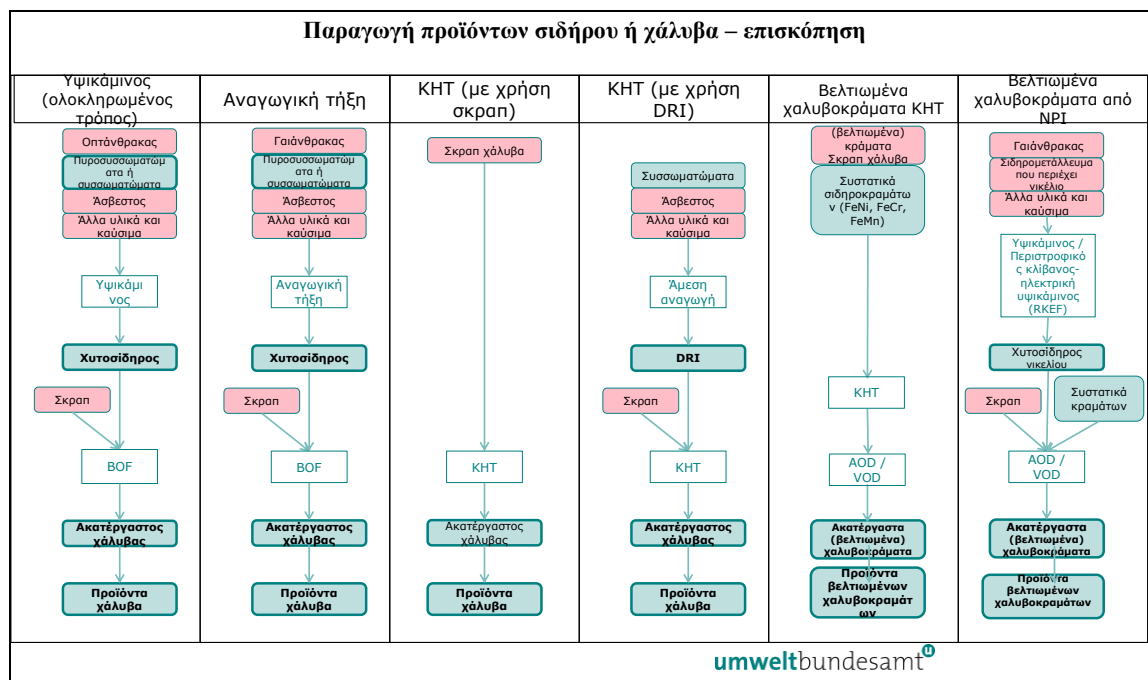 Παραγωγή προϊόντων σιδήρου ή χάλυβα – επισκόπηση
Υψικάμινος
(ολοκληρωμένος
τρόπος)
Οπτάνθρακας
Πυροσυσσωματώμ
ατα ή
συσσωματώματα
Άσβεστος
Άλλα υλικά και
καύσιμα
Υψικάμι
νος
Χυτοσίδηρος
Σκραπ
BOF
Ακατέργαστος
χάλυβας
Προϊόντα
χάλυβα
Αναγωγική τήξη
Γαιάνθρακας
Πυροσυσσωματώμ
ατα ή
συσσωματώματα
Άσβεστος
Άλλα υλικά και
καύσιμα
Αναγωγική
τήξη
Χυτοσίδηρος
Σκραπ
BOF
Ακατέργαστος
χάλυβας
Προϊόντα
χάλυβα
ΚΗΤ (με χρήση
σκραπ)
Σκραπ χάλυβα
ΚΗΤ
Ακατέργαστος
χάλυβας
Προϊόντα
χάλυβα
ΚΗΤ (με χρήση
DRI)
Συσσωματώματα
Άσβεστος
Άλλα υλικά και
καύσιμα
Άμεση
αναγωγή
DRI
Σκραπ
ΚΗΤ
Ακατέργαστος
χάλυβας
Προϊόντα
χάλυβα
Βελτιωμένα
χαλυβοκράματα ΚΗΤ
(βελτιωμένα)
κράματα
Σκραπ χάλυβα
Συστατικά
σιδηροκραμάτω
ν (FeNi, FeCr,
FeMn)
ΚΗΤ
AOD /
VOD
Ακατέργαστα
(βελτιωμένα)
χαλυβοκράματα
Προϊόντα
βελτιωμένων
χαλυβοκραμάτ
ων
Βελτιωμένα
χαλυβοκράματα από
NPI
Γαιάνθρακας
Σιδηρομετάλλευμα
που περιέχει
νικέλιο
Άλλα υλικά και
καύσιμα
Υψικάμινος /
Περιστροφικό
ς κλίβανος-
ηλεκτρική
υψικάμινος
(RKEF)
Χυτοσίδηρος
νικελίου
Σκραπ
Συστατικά
κραμάτων
AOD /
VOD
Ακατέργαστα
(βελτιωμένα)
χαλυβοκράματα
Προϊόντα
βελτιωμένων
χαλυβοκραμάτων
umweltbundesamt u